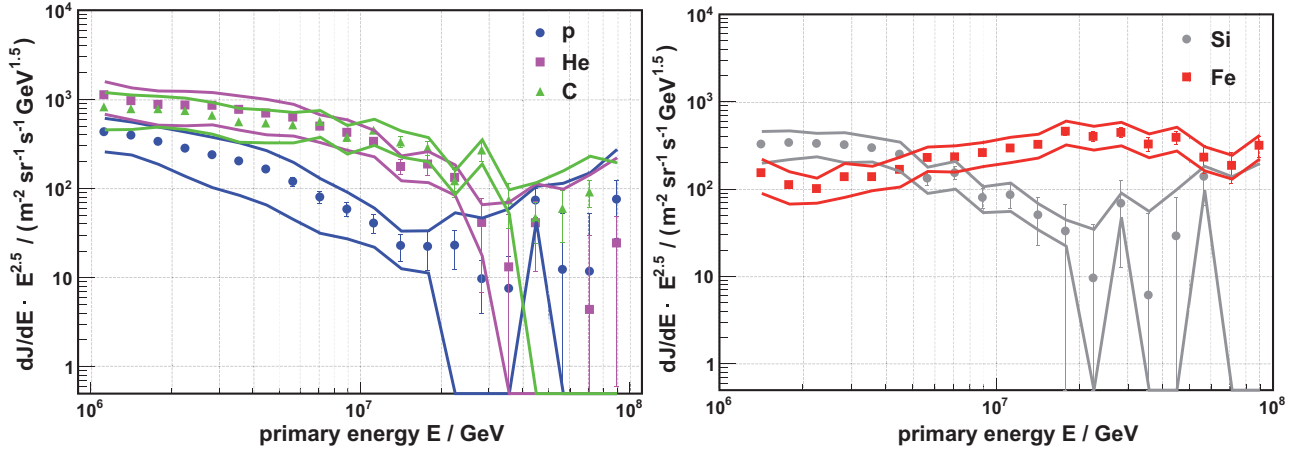 dJ/dE · E^2.5 / (m^-2 sr^-1 s^-1 GeV^1.5)
10^4
10^3
10^2
10
1
p
He
C
10^6
10^7
10^8
primary energy E / GeV
dJ/dE · E^2.5 / (m^-2 sr^-1 s^-1 GeV^1.5)
10^4
10^3
10^2
10
1
Si
Fe
10^6
10^7
10^8
primary energy E / GeV